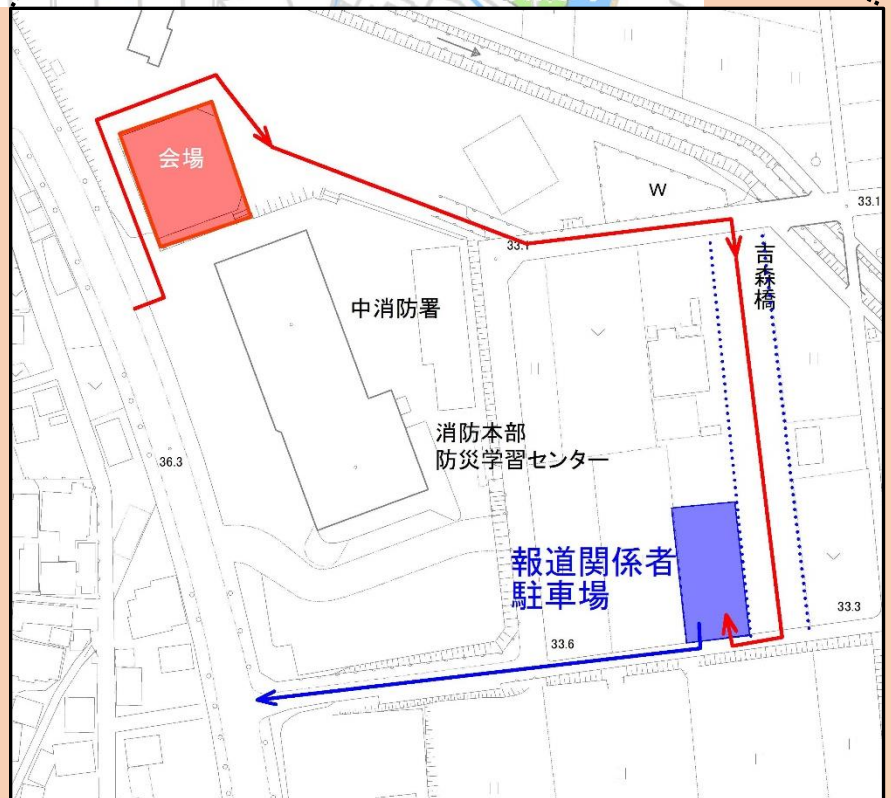 会場
W
33.1
33.1
吉森橋
中消防署
消防本部
防災学習センター
36.3
報道関係者
駐車場
33.3
33.6